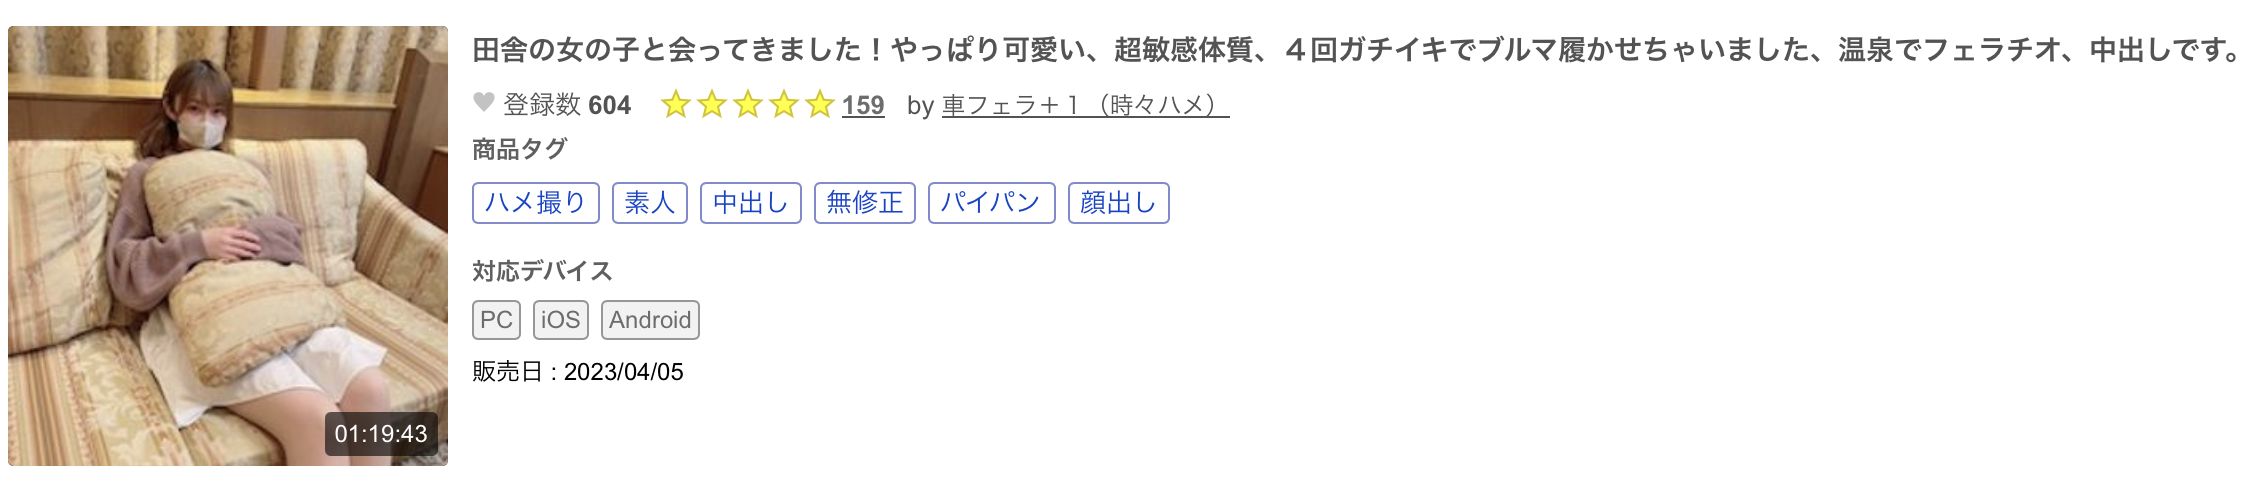 田舎の女の子と会ってきました！やっぱり可愛い、超敏感体質、４回ガチイキでブルマ履かせちゃいました、温泉でフェラチオ、中出しです。
登録数 604 159 by 車フェラ＋１（時々ハメ）
商品タグ
ハメ撮り 素人 中出し 無修正 パイパン 顔出し
対応デバイス
PC iOS Android
販売日 : 2023/04/05
01:19:43